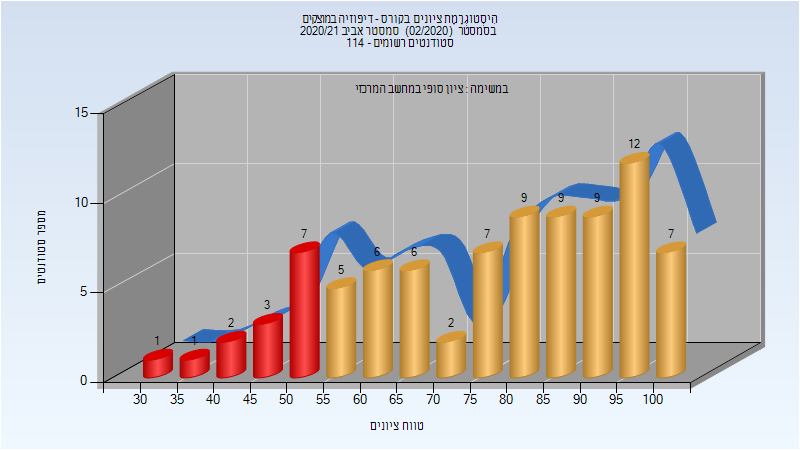 היסטוגרמת ציונים בקורס - דיפוזיה במוצקים
בסמסטר (02/2020) סמסטר אביב 2020/21
סטודנטים רשומים - 114
במשימה : ציון סופי במחשב המרכזי
מספר סטודנטים
15
10
5
0
1
1
2
3
7
5
6
6
2
7
9
9
9
12
7
30 35 40 45 50 55 60 65 70 75 80 85 90 95 100
טווח ציונים